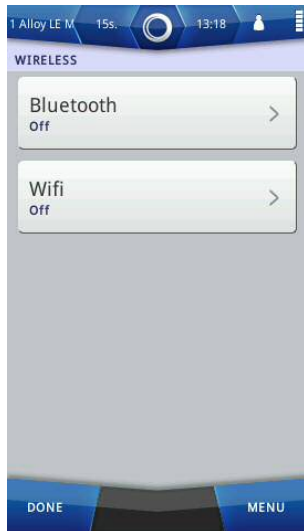 1 Alloy LE M 15s. 13:18
WIRELESS
Bluetooth
Off
Wifi
Off
DONE MENU